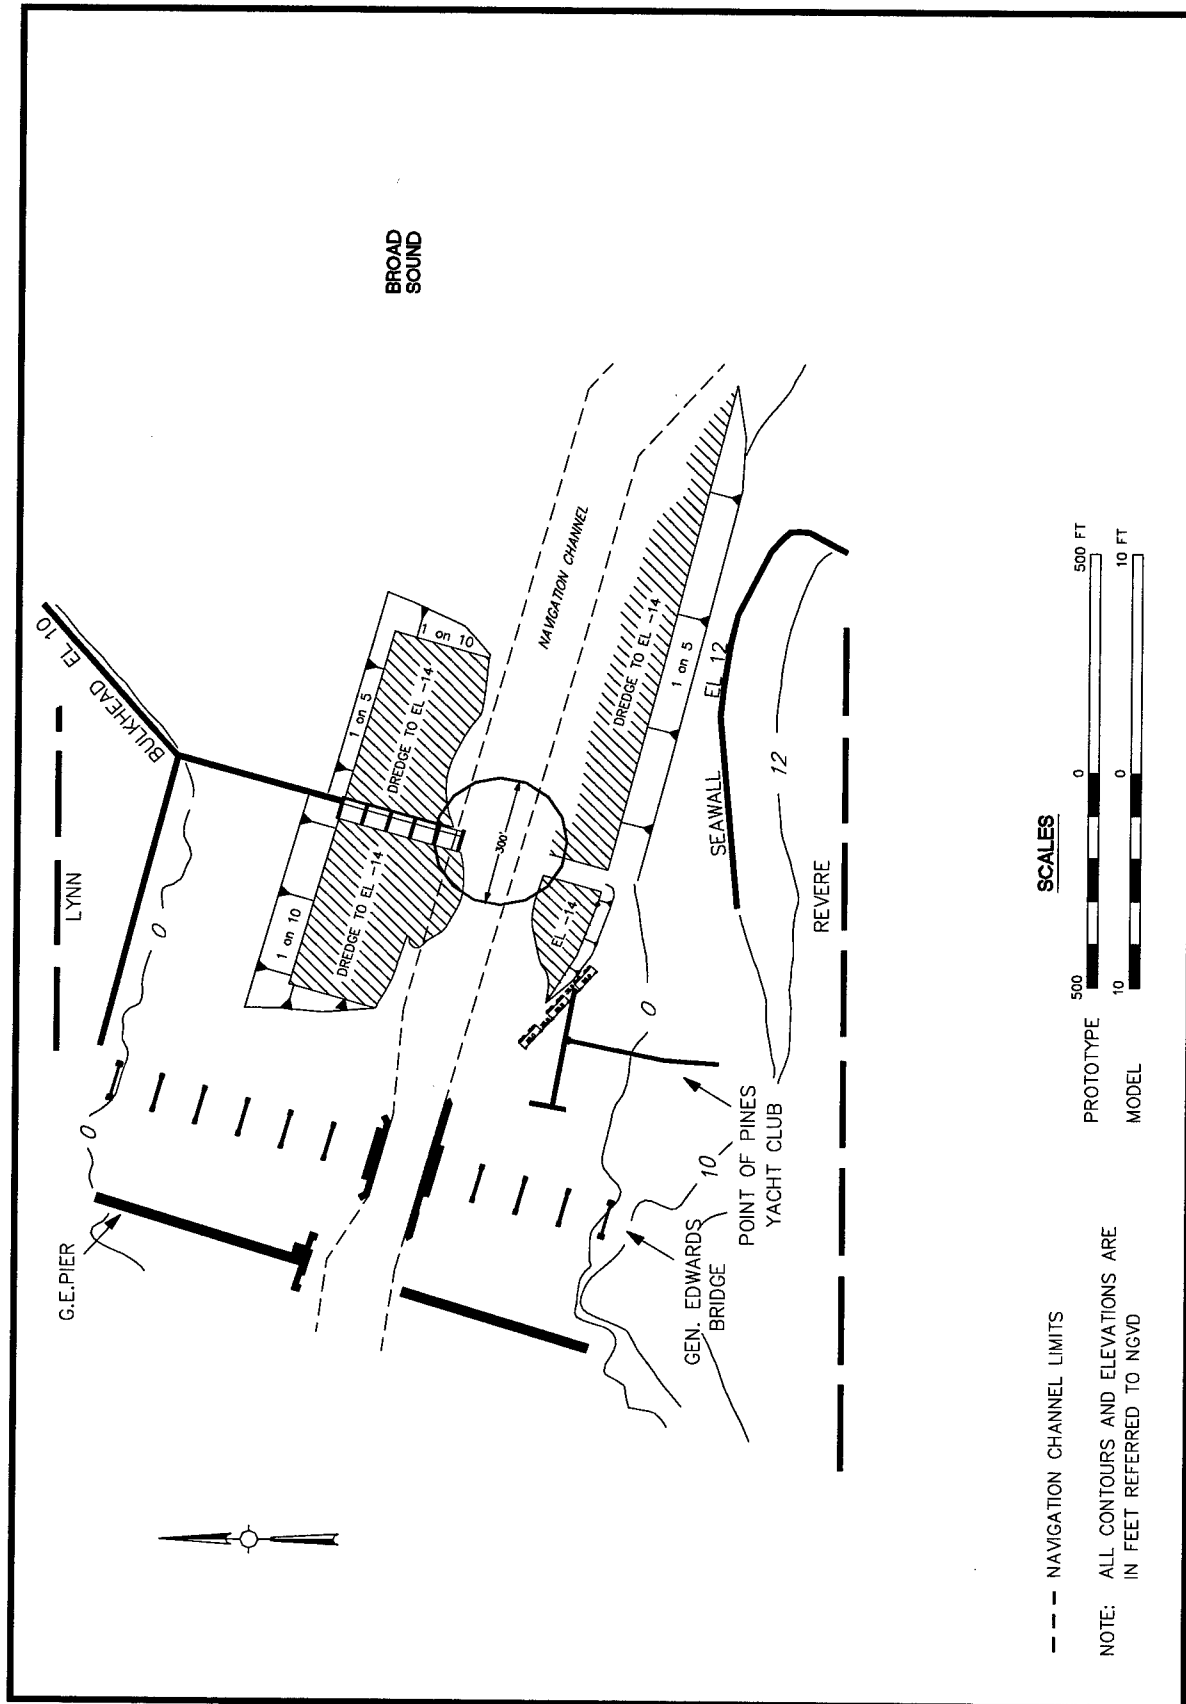 LYNN
BULKHEAD EL 10
BROAD
SOUND
G.E.PIER
0
0
1 on 10
DREDGE TO EL -14
1 on 5
DREDGE TO EL -14
1 on 10
300'
NAVIGATION CHANNEL
EL -14
DREDGE TO EL -14
1 on 5
0
SEAWALL EL 12
12
10
GEN. EDWARDS
BRIDGE
POINT OF PINES
YACHT CLUB
REVERE
NAVIGATION CHANNEL LIMITS
NOTE: ALL CONTOURS AND ELEVATIONS ARE
IN FEET REFERRED TO NGVD
SCALES
PROTOTYPE 500 0 500 FT
MODEL 10 0 10 FT